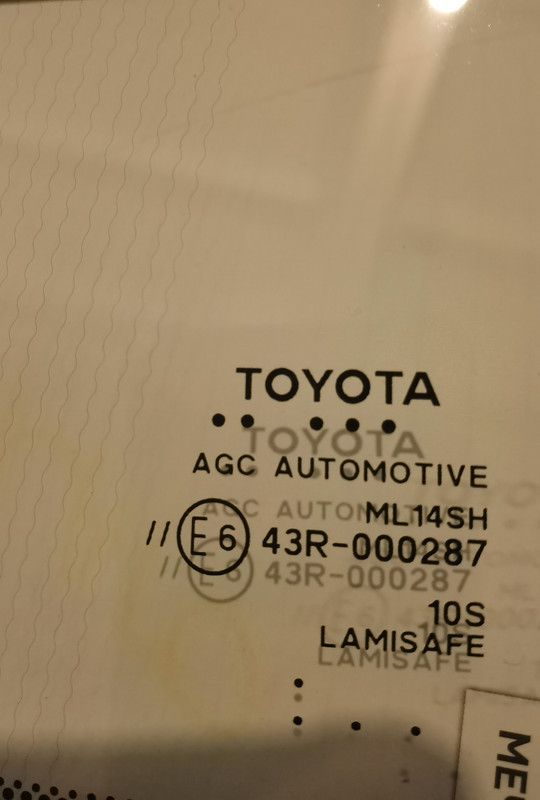 TOYOTA
AGC AUTOMOTIVE
ML14SH
// E6 43R-000287
10S
LAMISAFE